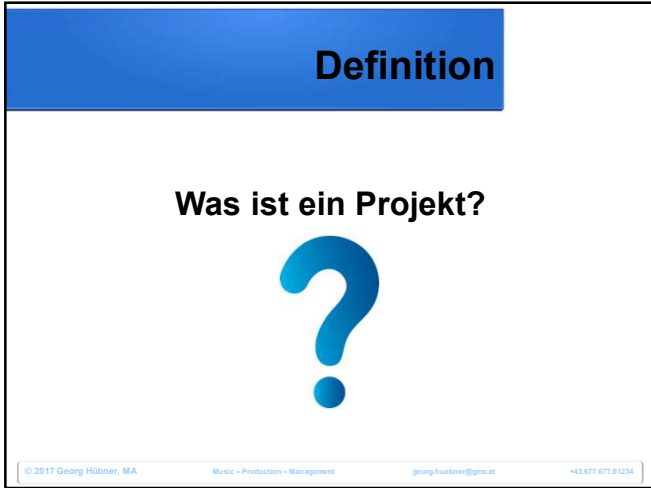 Definition
Was ist ein Projekt?
?
© 2017 Georg Hübner, MA Music – Production – Management georg.huebner@gmx.at +43.677.677.01234